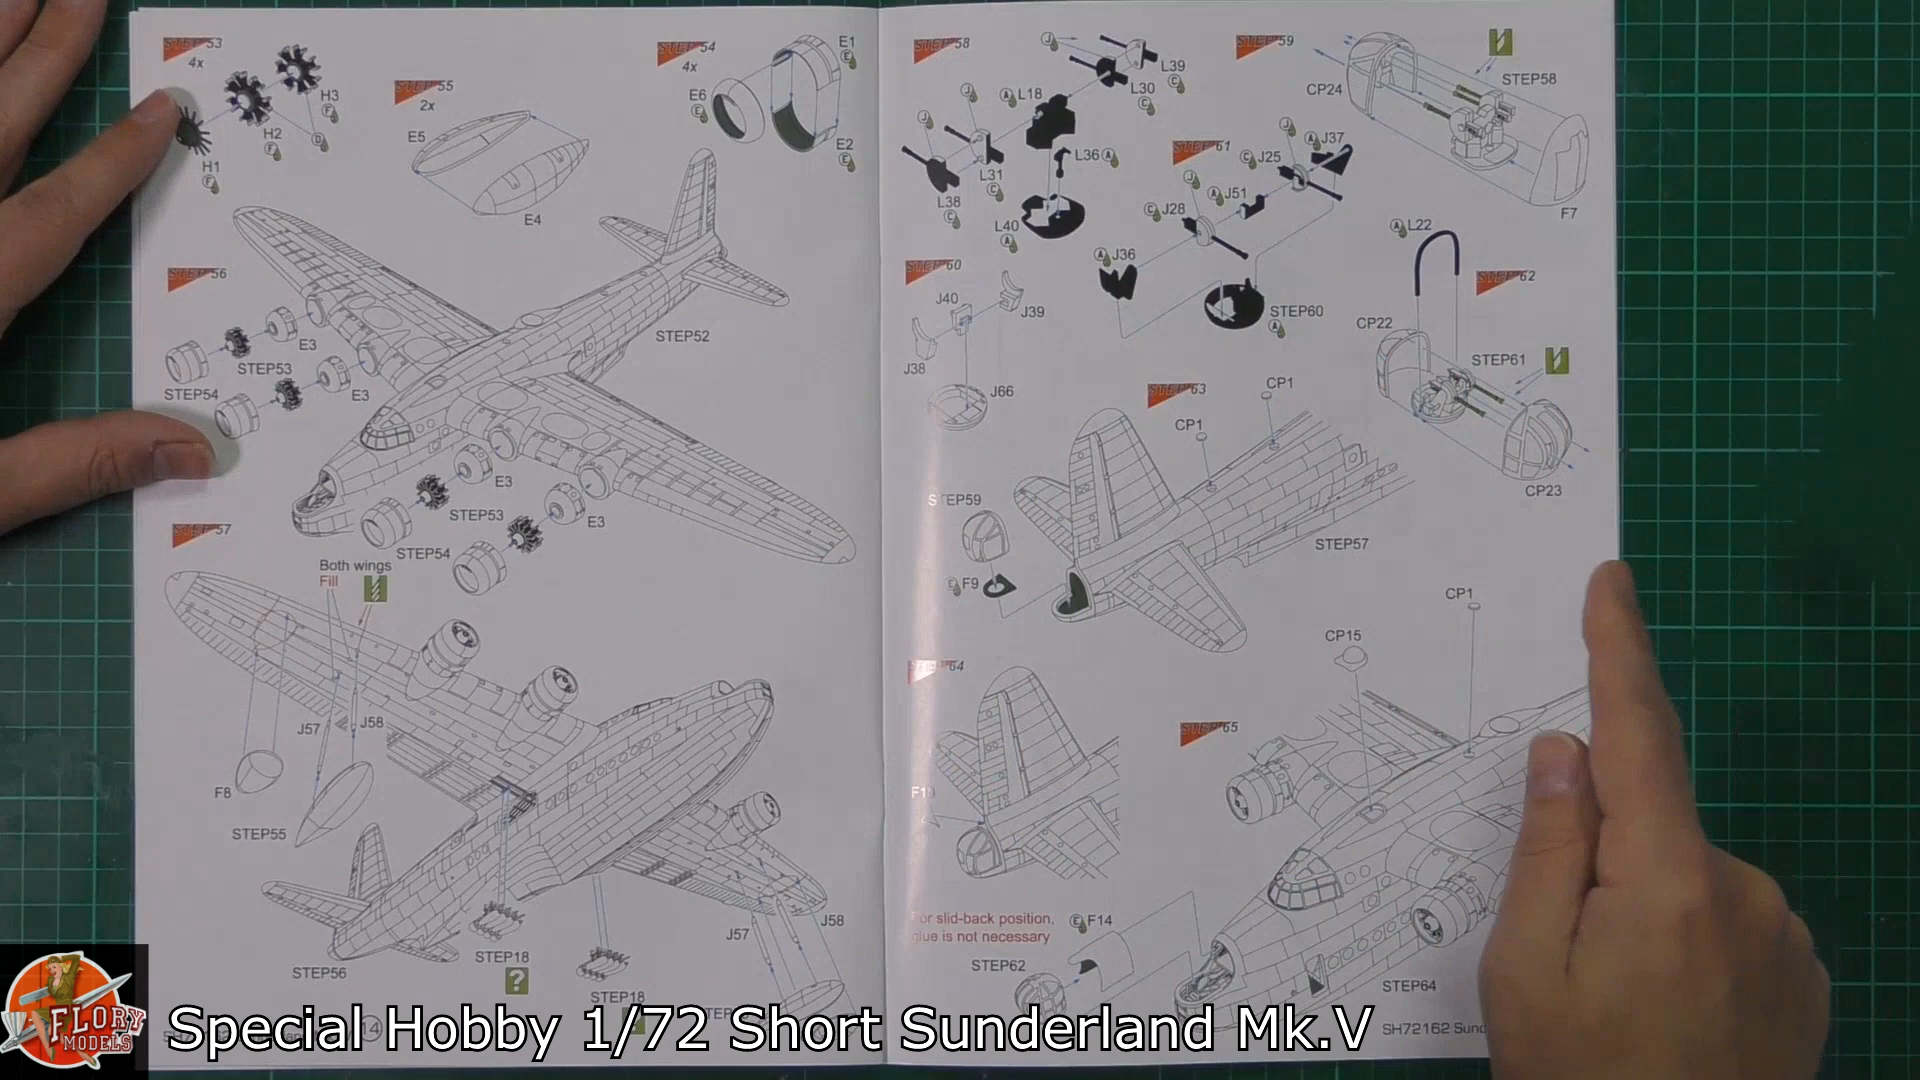 STEP 53
4x
H1
F
H2
F
H3
F
D
STEP 55
2x
E5
E4
STEP 54
4x
E6
E
E1
E
E2
E
STEP 56
STEP54
STEP53
E3
E3
STEP52
STEP53
STEP54
E3
E3
STEP 57
Both wings
Fill
J57
J58
F8
STEP55
STEP56
STEP18
?
STEP18
J57
J58
14
STEP 58
J
L39
C
L30
C
A L18
J
J
L36 A
L31
C
L38
C
L40
A
STEP 59
CP24
STEP58
F7
STEP 60
J40
J39
J38
J66
STEP 61
J
A J37
C J25
J
A J51
C J28
A J36
STEP60
A
STEP 62
A L22
CP22
STEP61
CP23
STEP 63
CP1
CP1
STEP59
E F9
STEP57
STEP 64
STEP 65
CP1
CP15
For slid-back position,
glue is not necessary
E F14
STEP62
STEP64
SH72162
FLORY
MODELS
Special Hobby 1/72 Short Sunderland Mk.V